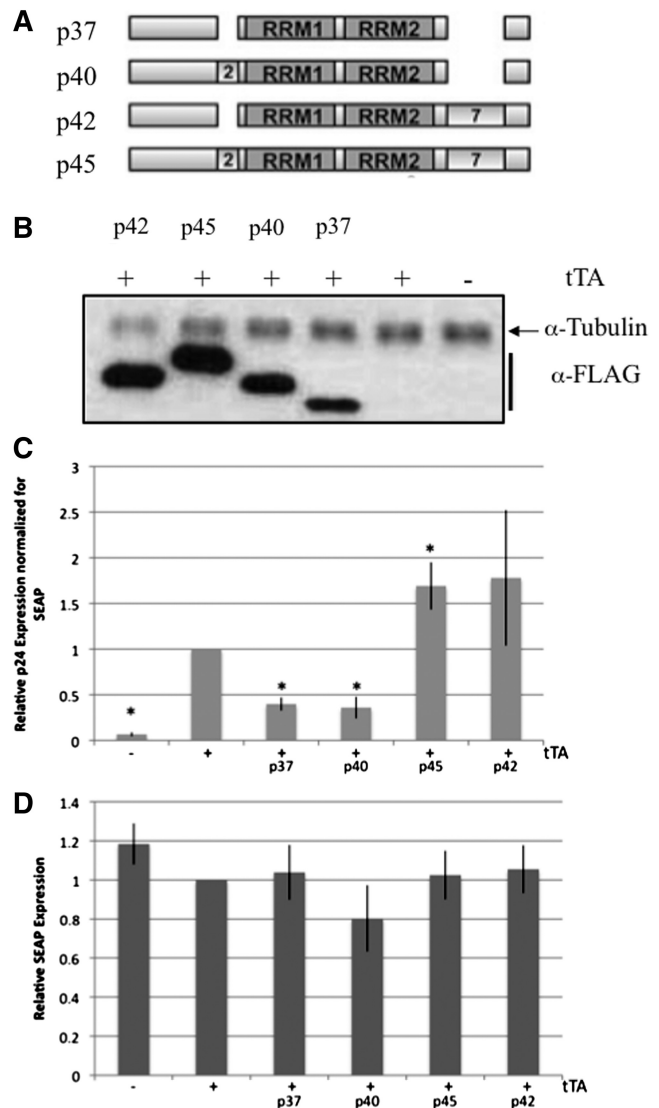 A
p37 RRM1 RRM2
p40 2 RRM1 RRM2
p42 RRM1 RRM2 7
p45 2 RRM1 RRM2 7
B
p42 p45 p40 p37
+ + + + + - tTA
α-Tubulin
α-FLAG
C
Relative p24 Expression normalized for
SEAP
3
2.5
2
1.5
1
0.5
0
* * * *
- + + + + + tTA
p37 p40 p45 p42
D
Relative SEAP Expression
1.4
1.2
1
0.8
0.6
0.4
0.2
0
- + + + + + tTA
p37 p40 p45 p42